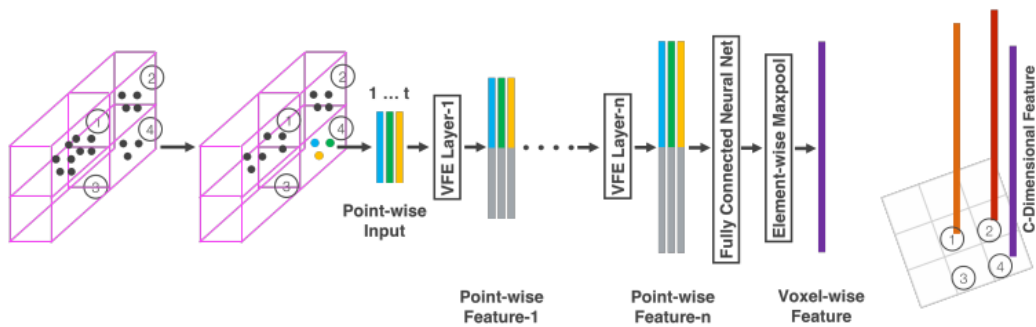 1
2
3
4
1
2
3
4
1 ... t
Point-wise
Input
VFE Layer-1
Point-wise
Feature-1
VFE Layer-n
Point-wise
Feature-n
Fully Connected Neural Net
Element-wise Maxpool
Voxel-wise
Feature
1
2
3
4
C-Dimensional Feature